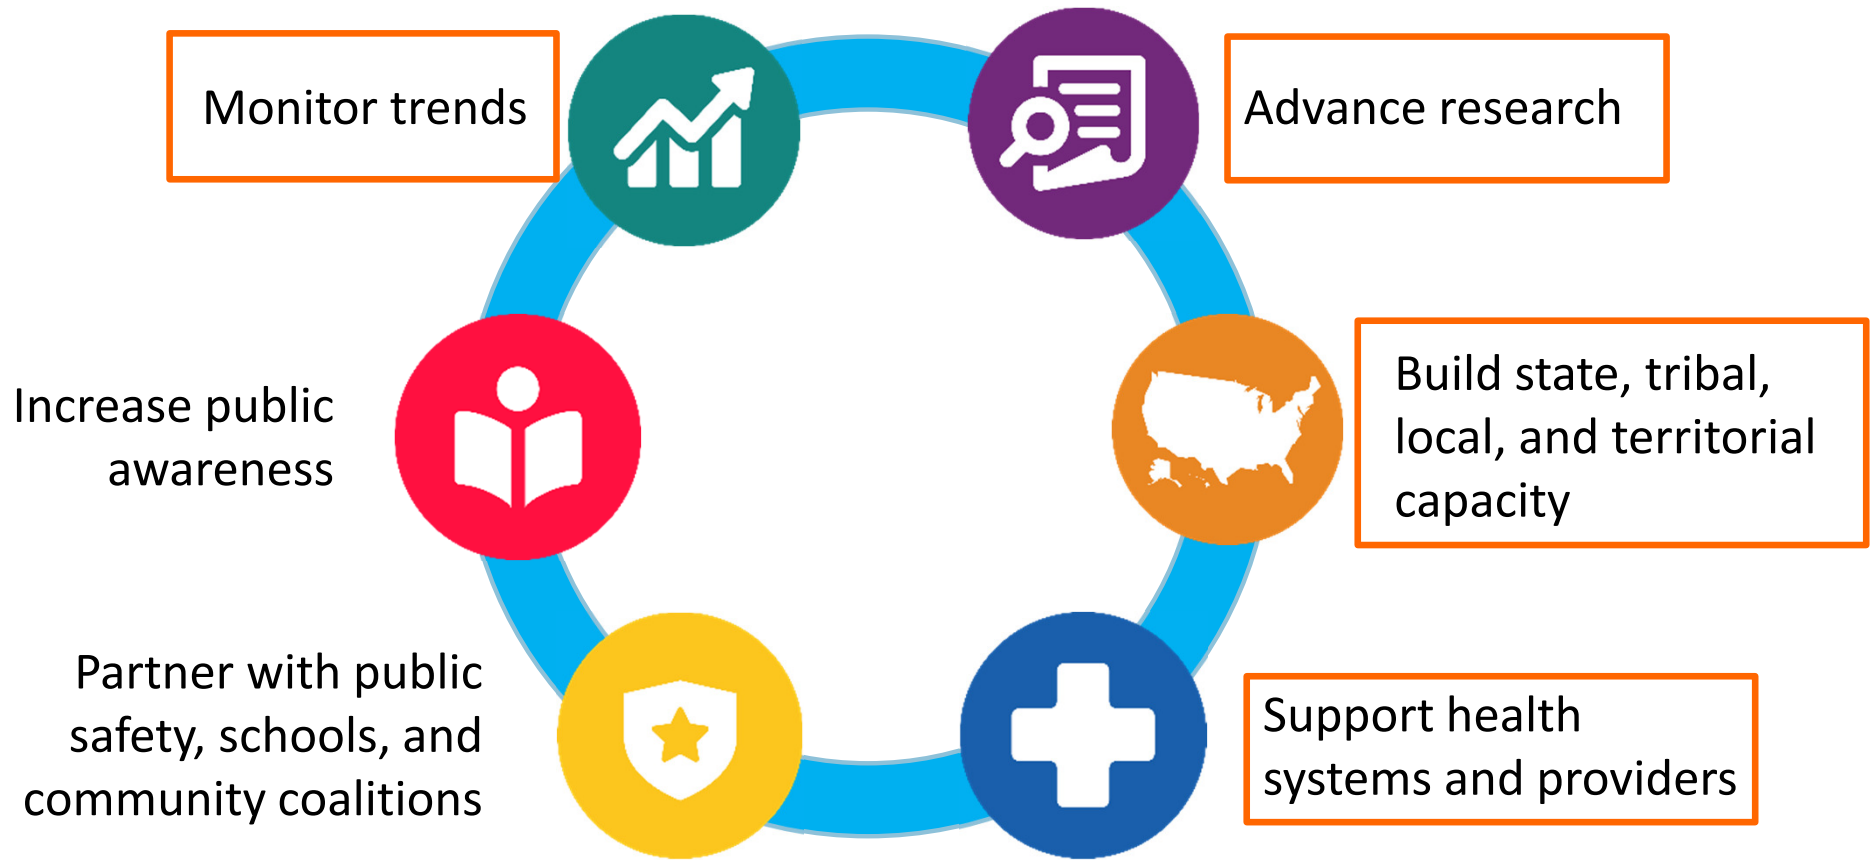 Monitor trends
Advance research
Increase public
awareness
Build state, tribal,
local, and territorial
capacity
Partner with public
safety, schools, and
community coalitions
Support health
systems and providers